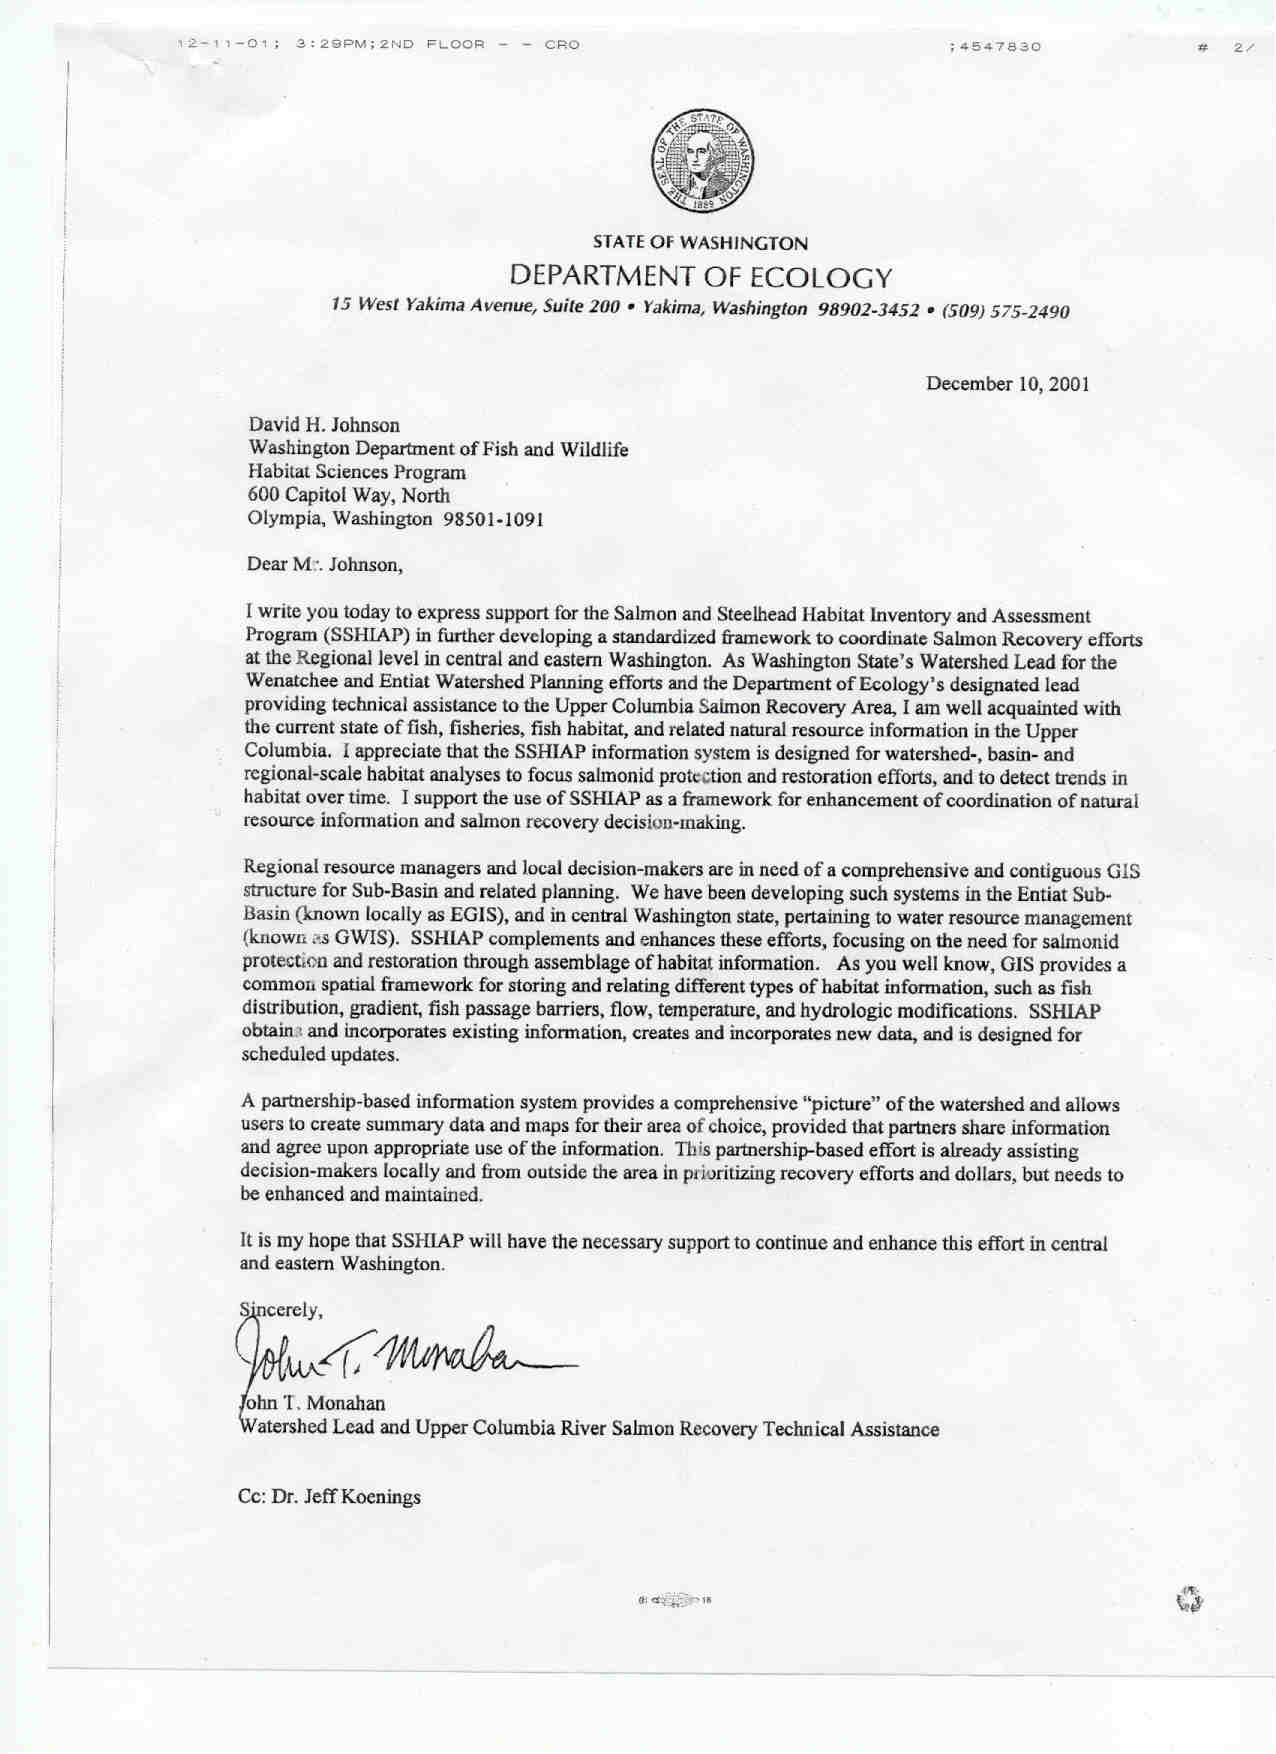 12-11-01; 3:29PM;2ND FLOOR - - CRO ;4547830 # 2/
THE SEAL OF THE STATE OF WASHINGTON
1889
STATE OF WASHINGTON
DEPARTMENT OF ECOLOGY
15 West Yakima Avenue, Suite 200 • Yakima, Washington 98902-3452 • (509) 575-2490
December 10, 2001
David H. Johnson
Washington Department of Fish and Wildlife
Habitat Sciences Program
600 Capitol Way, North
Olympia, Washington 98501-1091
Dear Mr. Johnson,
I write you today to express support for the Salmon and Steelhead Habitat Inventory and Assessment
Program (SSHIAP) in further developing a standardized framework to coordinate Salmon Recovery efforts
at the Regional level in central and eastern Washington. As Washington State's Watershed Lead for the
Wenatchee and Entiat Watershed Planning efforts and the Department of Ecology's designated lead
providing technical assistance to the Upper Columbia Salmon Recovery Area, I am well acquainted with
the current state of fish, fisheries, fish habitat, and related natural resource information in the Upper
Columbia. I appreciate that the SSHIAP information system is designed for watershed-, basin- and
regional-scale habitat analyses to focus salmonid protection and restoration efforts, and to detect trends in
habitat over time. I support the use of SSHIAP as a framework for enhancement of coordination of natural
resource information and salmon recovery decision-making.
Regional resource managers and local decision-makers are in need of a comprehensive and contiguous GIS
structure for Sub-Basin and related planning. We have been developing such systems in the Entiat Sub-
Basin (known locally as EGIS), and in central Washington state, pertaining to water resource management
(known as GWIS). SSHIAP complements and enhances these efforts, focusing on the need for salmonid
protection and restoration through assemblage of habitat information. As you well know, GIS provides a
common spatial framework for storing and relating different types of habitat information, such as fish
distribution, gradient, fish passage barriers, flow, temperature, and hydrologic modifications. SSHIAP
obtains and incorporates existing information, creates and incorporates new data, and is designed for
scheduled updates.
A partnership-based information system provides a comprehensive “picture” of the watershed and allows
users to create summary data and maps for their area of choice, provided that partners share information
and agree upon appropriate use of the information. This partnership-based effort is already assisting
decision-makers locally and from outside the area in prioritizing recovery efforts and dollars, but needs to
be enhanced and maintained.
It is my hope that SSHIAP will have the necessary support to continue and enhance this effort in central
and eastern Washington.
Sincerely,
John T. Monahan
John T. Monahan
Watershed Lead and Upper Columbia River Salmon Recovery Technical Assistance
Cc: Dr. Jeff Koenings
18